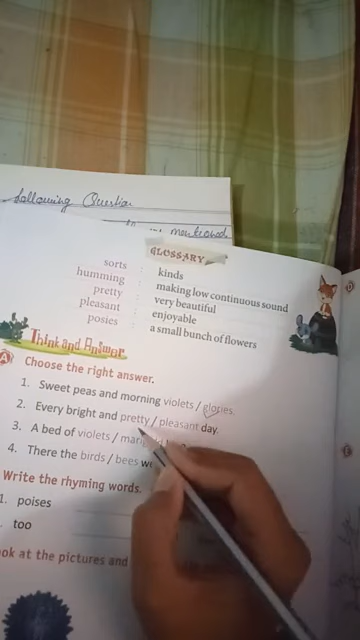 following Question
mentioned
GLOSSARY
sorts : kinds
humming : making low continuous sound
pretty : very beautiful
pleasant : enjoyable
posies : a small bunch of flowers
Think and Answer
A Choose the right answer.
1. Sweet peas and morning violets / glories.
2. Every bright and pretty / pleasant day.
3. A bed of violets /
4. There the birds / bees
Write the rhyming words.
1. poises
. too
ok at the pictures and